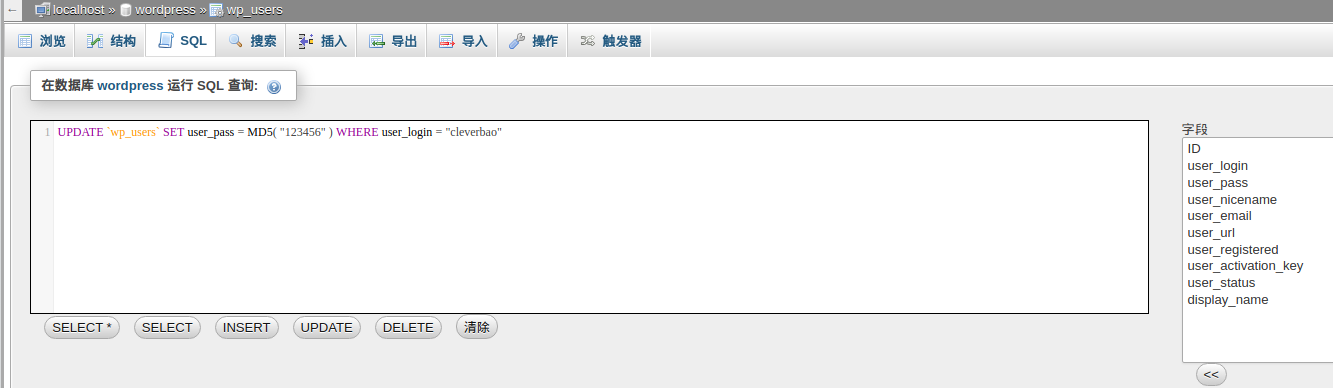 ← localhost » wordpress » wp_users
浏览 结构 SQL 搜索 插入 导出 导入 操作 触发器
在数据库 wordpress 运行 SQL 查询:
1 UPDATE `wp_users` SET user_pass = MD5( "123456" ) WHERE user_login = "cleverbao"
字段
ID
user_login
user_pass
user_nicename
user_email
user_url
user_registered
user_activation_key
user_status
display_name
SELECT * SELECT INSERT UPDATE DELETE 清除
<<